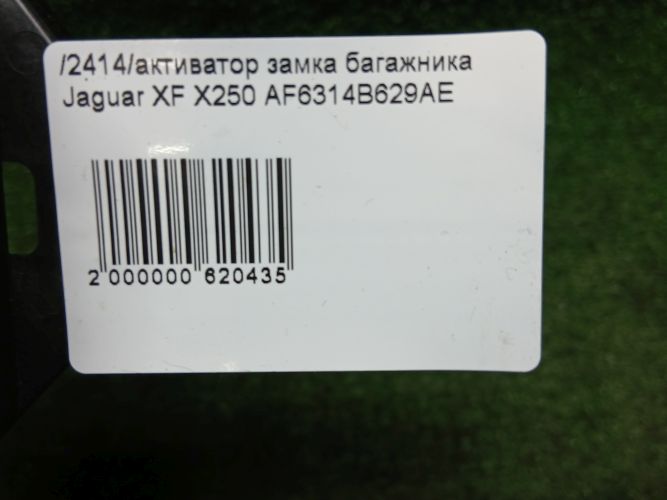 /2414/активатор замка багажника
Jaguar XF X250 AF6314B629AE
2 000000 620435